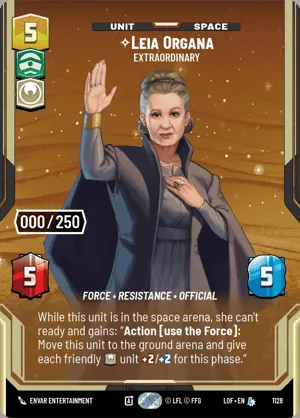 5
UNIT SPACE
LEIA ORGANA
EXTRAORDINARY
000/250
5
5
FORCE • RESISTANCE • OFFICIAL
While this unit is in the space arena, she can't
ready and gains: "Action [use the Force]:
Move this unit to the ground arena and give
each friendly unit +2/+2 for this phase."
ENVAR ENTERTAINMENT
© LFL © FFG
LOF • EN
1128